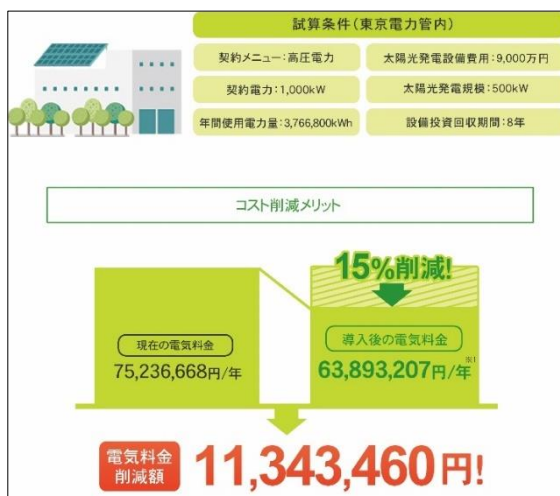 試算条件(東京電力管内)
契約メニュー:高圧電力
太陽光発電設備費用:9,000万円
契約電力:1,000kW
太陽光発電規模:500kW
年間使用電力量:3,766,800kWh
設備投資回収期間:8年
コスト削減メリット
15%削減!
現在の電気料金
75,236,668円/年
導入後の電気料金
63,893,207円/年※1
電気料金
削減額
11,343,460円!